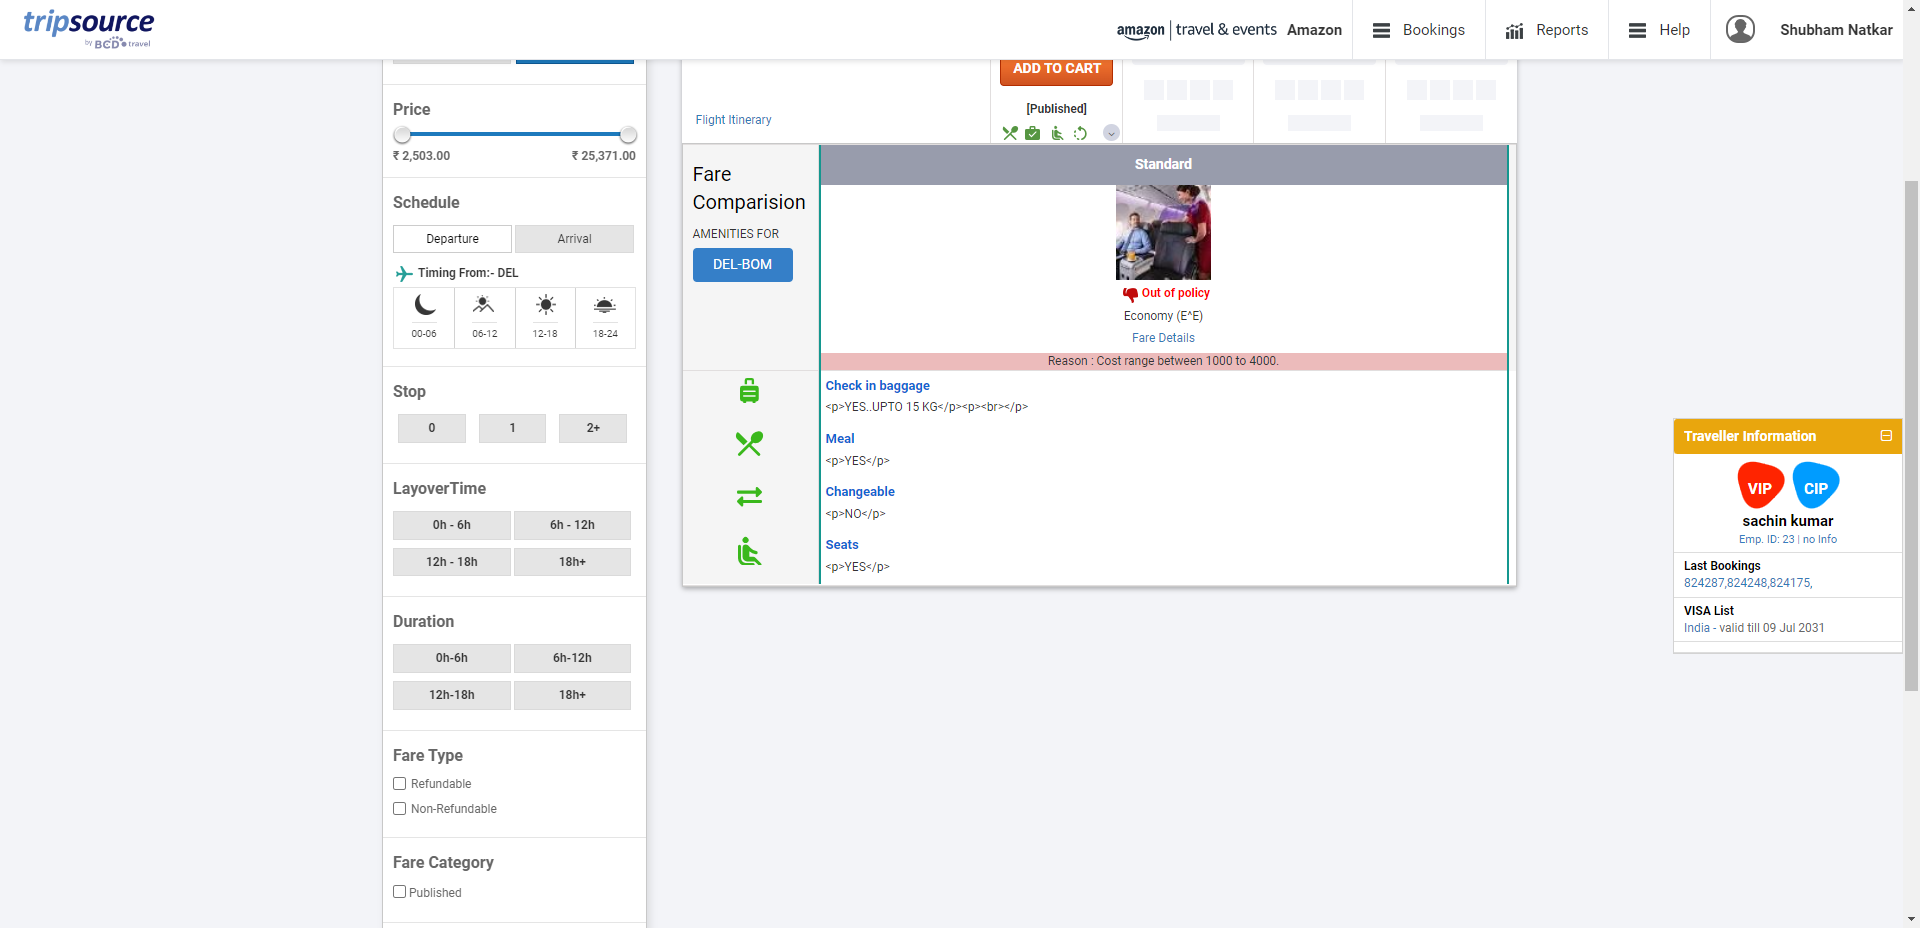 tripsource
by BCD travel
amazon travel & events Amazon
Bookings
Reports
Help
Shubham Natkar
Price
₹ 2,503.00 ₹ 25,371.00
Schedule
Departure Arrival
Timing From:- DEL
00-06 06-12 12-18 18-24
Stop
0 1 2+
LayoverTime
0h - 6h 6h - 12h
12h - 18h 18h+
Duration
0h-6h 6h-12h
12h-18h 18h+
Fare Type
Refundable
Non-Refundable
Fare Category
Published
ADD TO CART
[Published]
Flight Itinerary
Fare
Comparision
AMENITIES FOR
DEL-BOM
Standard
Out of policy
Economy (E^E)
Fare Details
Reason : Cost range between 1000 to 4000.
Check in baggage
<p>YES..UPTO 15 KG</p><p><br></p>
Meal
<p>YES</p>
Changeable
<p>NO</p>
Seats
<p>YES</p>
Traveller Information
VIP CIP
sachin kumar
Emp. ID: 23 | no Info
Last Bookings
824287,824248,824175,
VISA List
India - valid till 09 Jul 2031